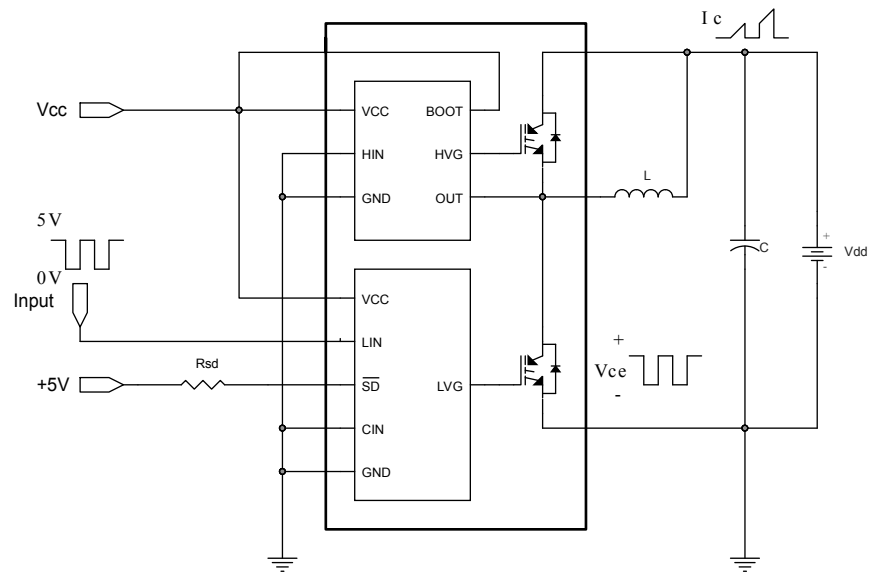 I c
Vcc
VCC
BOOT
HIN
HVG
L
GND
OUT
5V
+
C
Vdd
0V
-
Input
VCC
LIN
+
Rsd
Vce
+5V
SD
LVG
-
CIN
GND